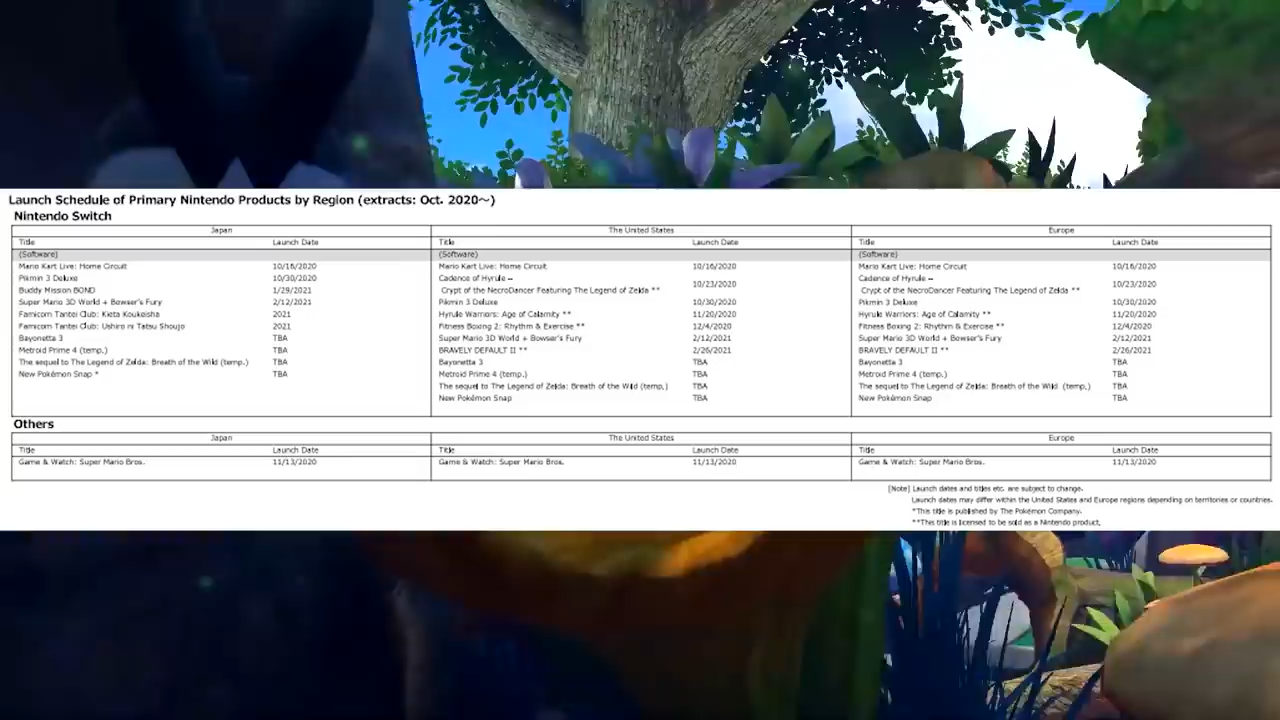 Launch Schedule of Primary Nintendo Products by Region (extracts: Oct. 2020～)
Nintendo Switch
Japan
Title Launch Date
(Software)
Mario Kart Live: Home Circuit 10/16/2020
Pikmin 3 Deluxe 10/30/2020
Buddy Mission BOND 1/29/2021
Super Mario 3D World + Bowser's Fury 2/12/2021
Famicom Tantei Club: Kieta Koukeisha 2021
Famicom Tantei Club: Ushiro ni Tatsu Shoujo 2021
Bayonetta 3 TBA
Metroid Prime 4 (temp.) TBA
The sequel to The Legend of Zelda: Breath of the Wild (temp.) TBA
New Pokémon Snap * TBA
The United States
Title Launch Date
(Software)
Mario Kart Live: Home Circuit 10/16/2020
Cadence of Hyrule –
Crypt of the NecroDancer Featuring The Legend of Zelda ** 10/23/2020
Pikmin 3 Deluxe 10/30/2020
Hyrule Warriors: Age of Calamity ** 11/20/2020
Fitness Boxing 2: Rhythm & Exercise ** 12/4/2020
Super Mario 3D World + Bowser's Fury 2/12/2021
BRAVELY DEFAULT II ** 2/26/2021
Bayonetta 3 TBA
Metroid Prime 4 (temp.) TBA
The sequel to The Legend of Zelda: Breath of the Wild (temp.) TBA
New Pokémon Snap TBA
Europe
Title Launch Date
(Software)
Mario Kart Live: Home Circuit 10/16/2020
Cadence of Hyrule –
Crypt of the NecroDancer Featuring The Legend of Zelda ** 10/23/2020
Pikmin 3 Deluxe 10/30/2020
Hyrule Warriors: Age of Calamity ** 11/20/2020
Fitness Boxing 2: Rhythm & Exercise ** 12/4/2020
Super Mario 3D World + Bowser's Fury 2/12/2021
BRAVELY DEFAULT II ** 2/26/2021
Bayonetta 3 TBA
Metroid Prime 4 (temp.) TBA
The sequel to The Legend of Zelda: Breath of the Wild (temp.) TBA
New Pokémon Snap TBA
Others
Japan
Title Launch Date
Game & Watch: Super Mario Bros. 11/13/2020
The United States
Title Launch Date
Game & Watch: Super Mario Bros. 11/13/2020
Europe
Title Launch Date
Game & Watch: Super Mario Bros. 11/13/2020
[Note] Launch dates and titles etc. are subject to change.
Launch dates may differ within the United States and Europe regions depending on territories or countries.
*This title is published by The Pokémon Company.
**This title is licensed to be sold as a Nintendo product.